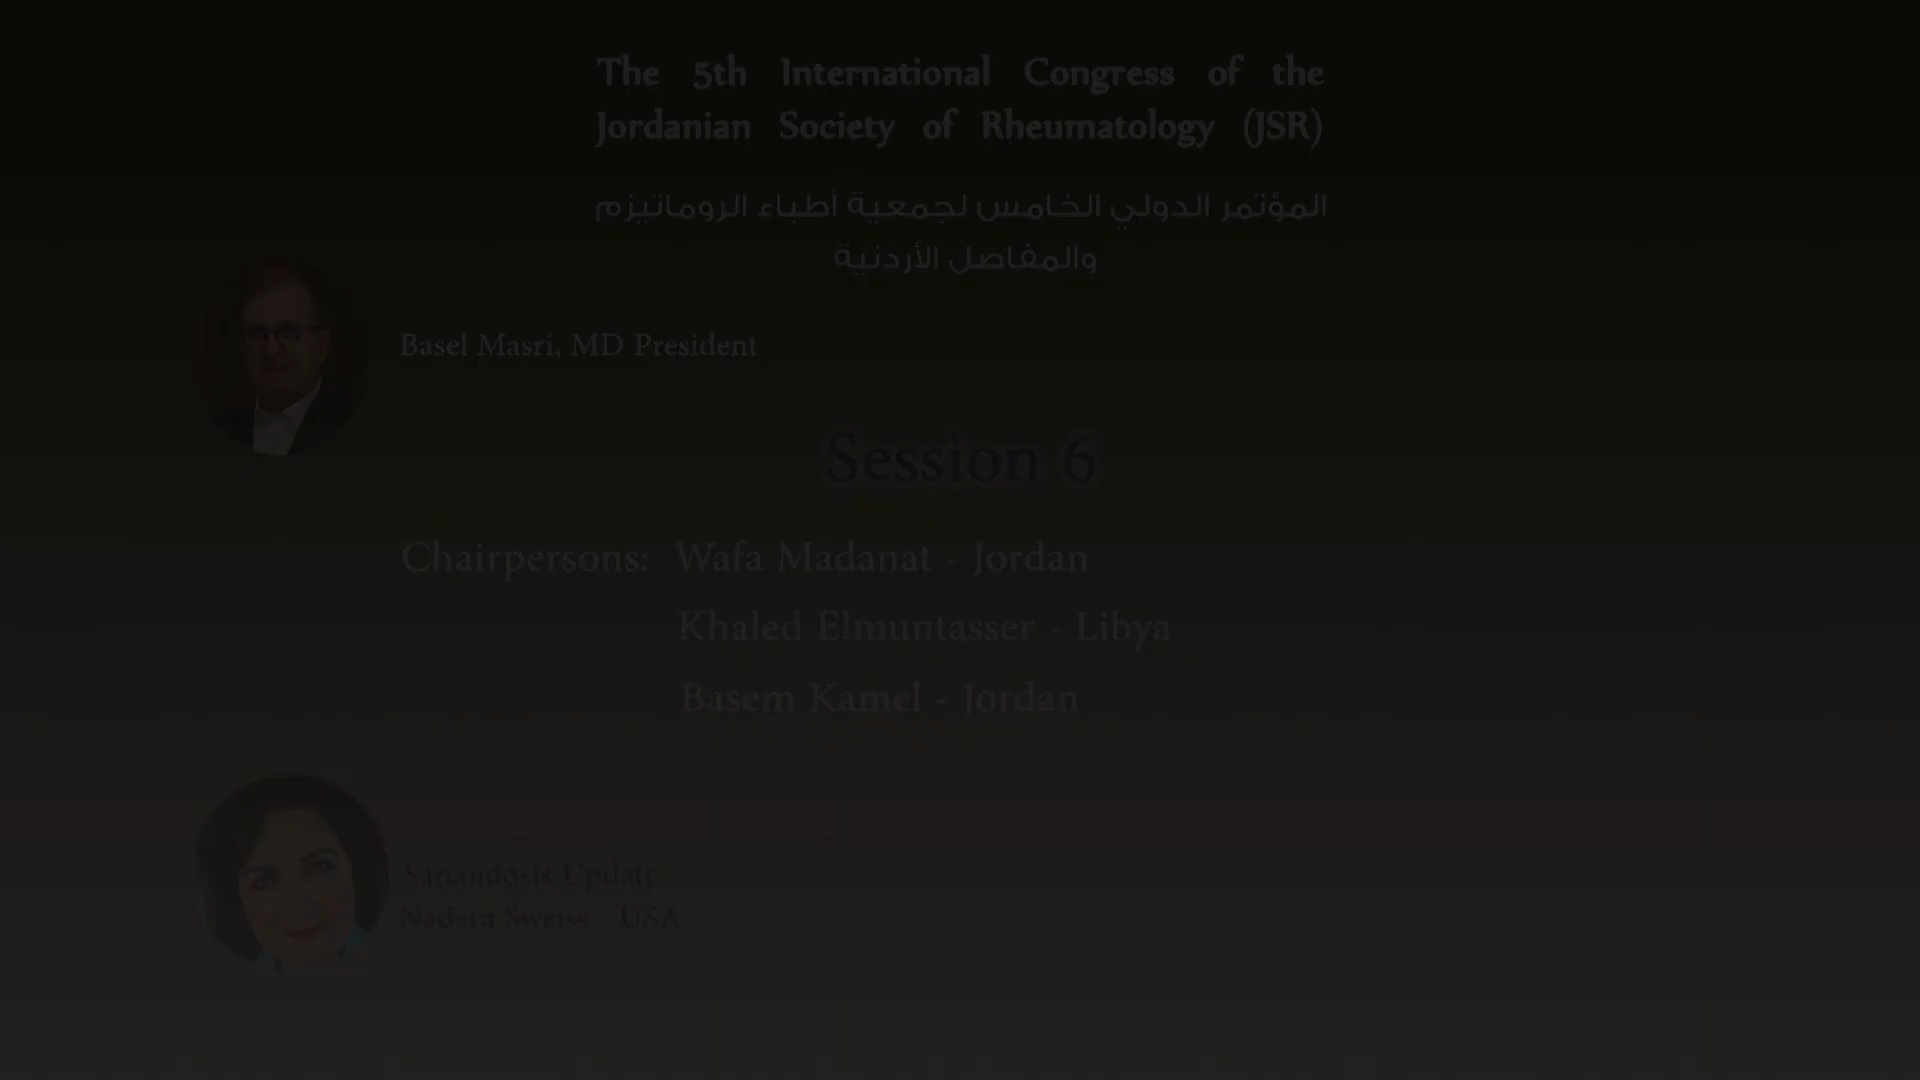 The 5th International Congress of the
Jordanian Society of Rheumatology (JSR)
المؤتمر الدولي الخامس لجمعية أطباء الروماتيزم
والمفاصل الأردنية
Basel Masri, MD President
Session 6
Chairpersons: Wafa Madanat - Jordan
Khaled Elmuntasser - Libya
Basem Kamel - Jordan
Sarcoidosis Update
Nadera Sweiss - USA